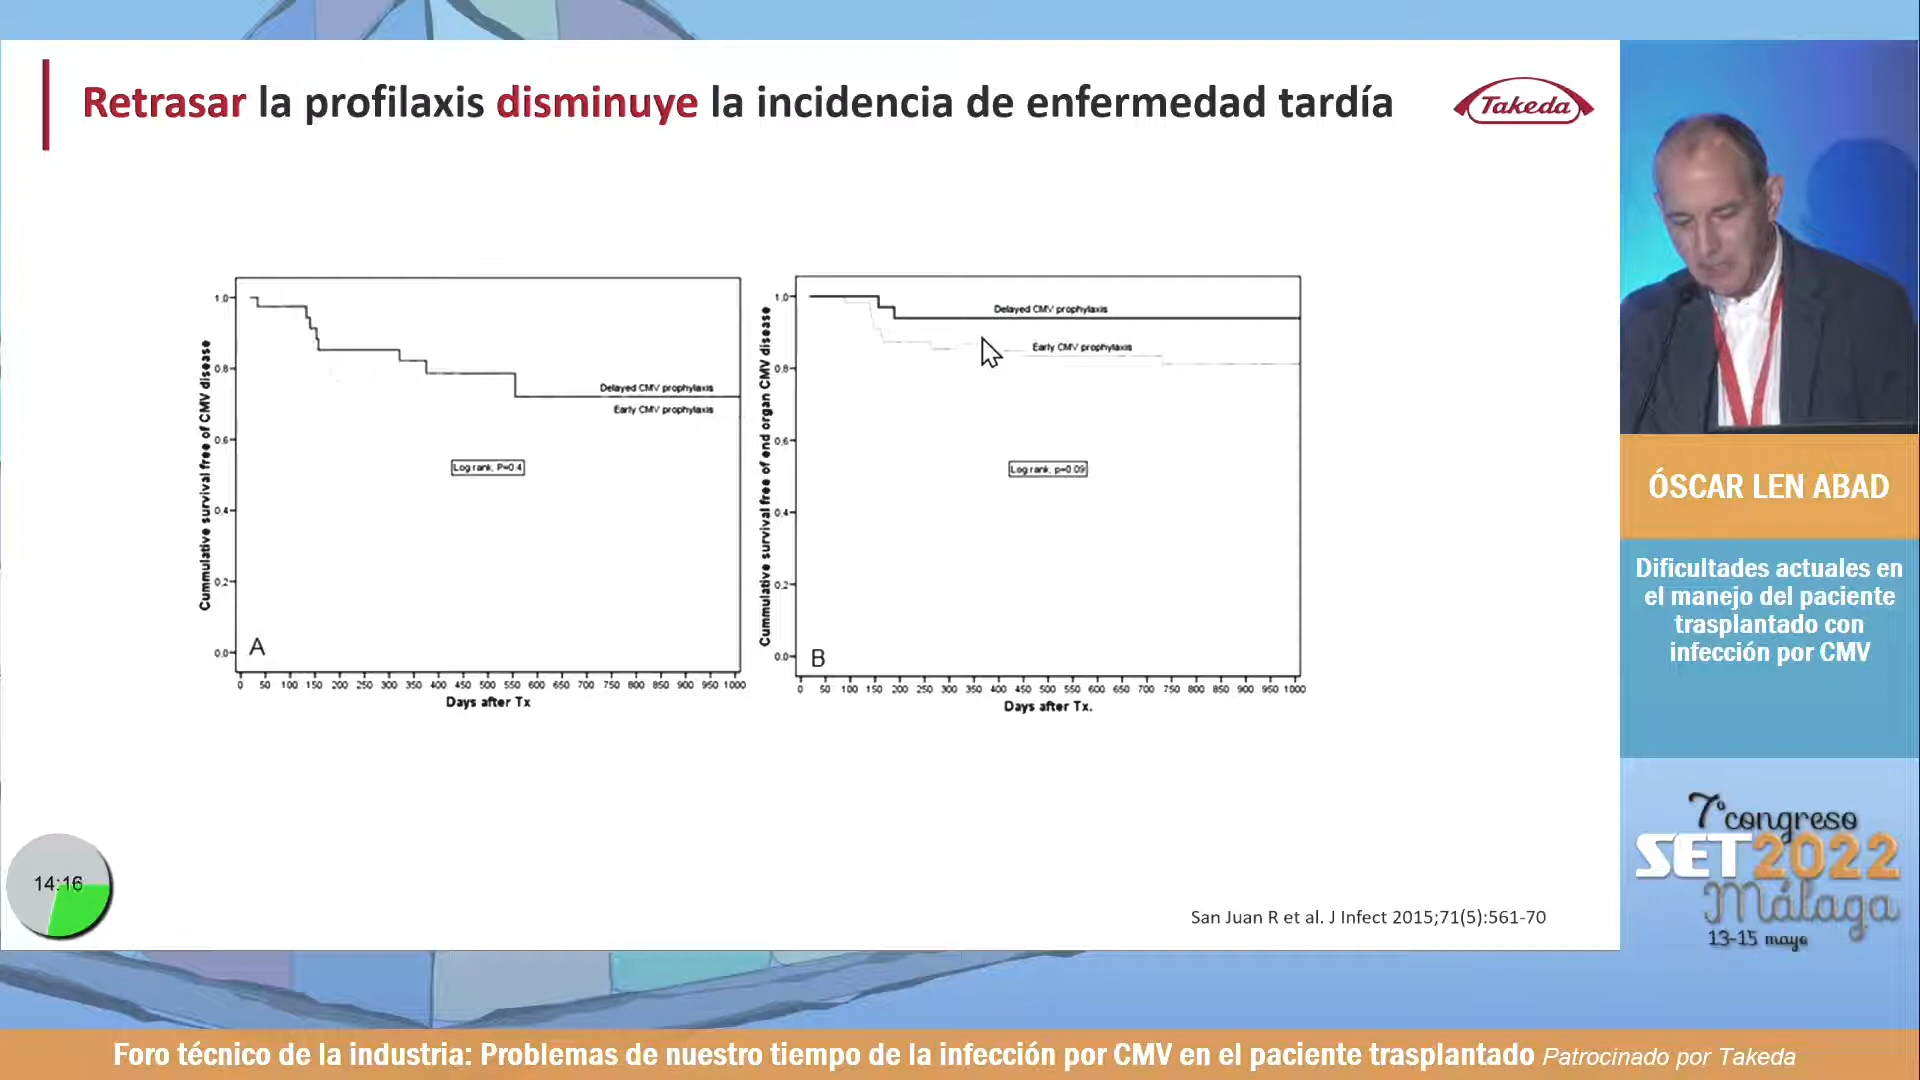 Retrasar la profilaxis disminuye la incidencia de enfermedad tardía
Takeda
Cummulative survival free of CMV disease
1.0
0.8
0.6
0.4
0.2
0.0
Delayed CMV prophylaxis
Early CMV prophylaxis
Log rank; P=0.4
A
0 50 100 150 200 250 300 350 400 450 500 550 600 650 700 750 800 850 900 950 1000
Days after Tx
Cummulative survival free of end organ CMV disease
1.0
0.8
0.6
0.4
0.2
0.0
Delayed CMV prophylaxis
Early CMV prophylaxis
Log rank; p=0.09
B
0 50 100 150 200 250 300 350 400 450 500 550 600 650 700 750 800 850 900 950 1000
Days after Tx.
14:16
San Juan R et al. J Infect 2015;71(5):561-70
ÓSCAR LEN ABAD
Dificultades actuales en
el manejo del paciente
trasplantado con
infección por CMV
7º congreso
SET2022
Málaga
13-15 mayo
Foro técnico de la industria: Problemas de nuestro tiempo de la infección por CMV en el paciente trasplantado Patrocinado por Takeda